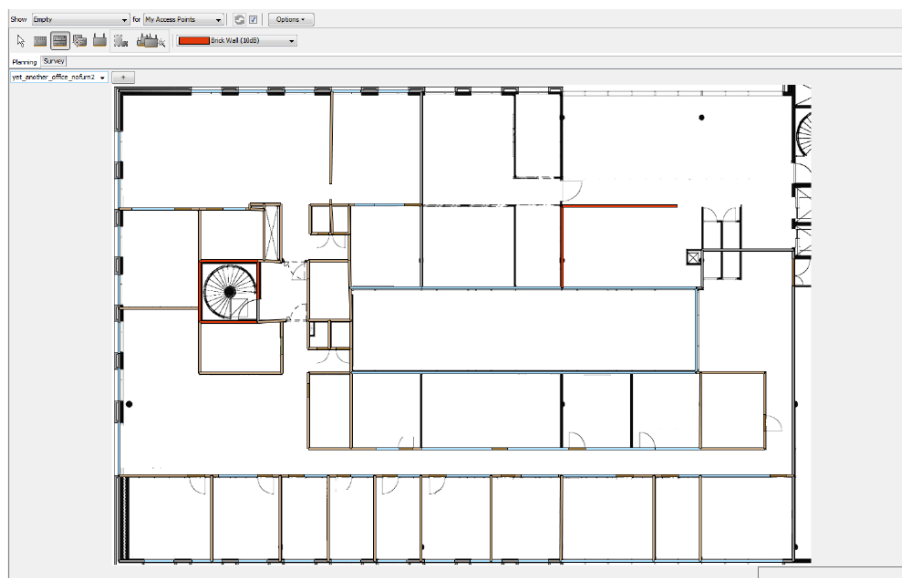 Show Empty for My Access Points Options
Brick Wall (10dB)
Planning Survey
yet_another_office_nofurn2 +